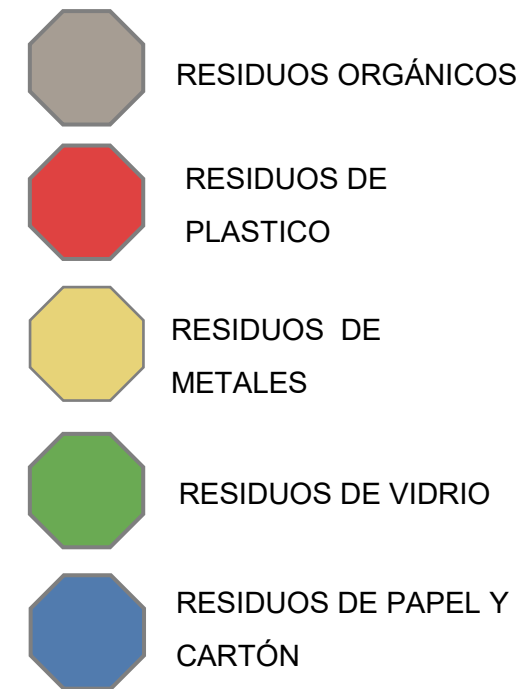 RESIDUOS ORGÁNICOS
RESIDUOS DE
PLASTICO
RESIDUOS DE
METALES
RESIDUOS DE VIDRIO
RESIDUOS DE PAPEL Y
CARTÓN